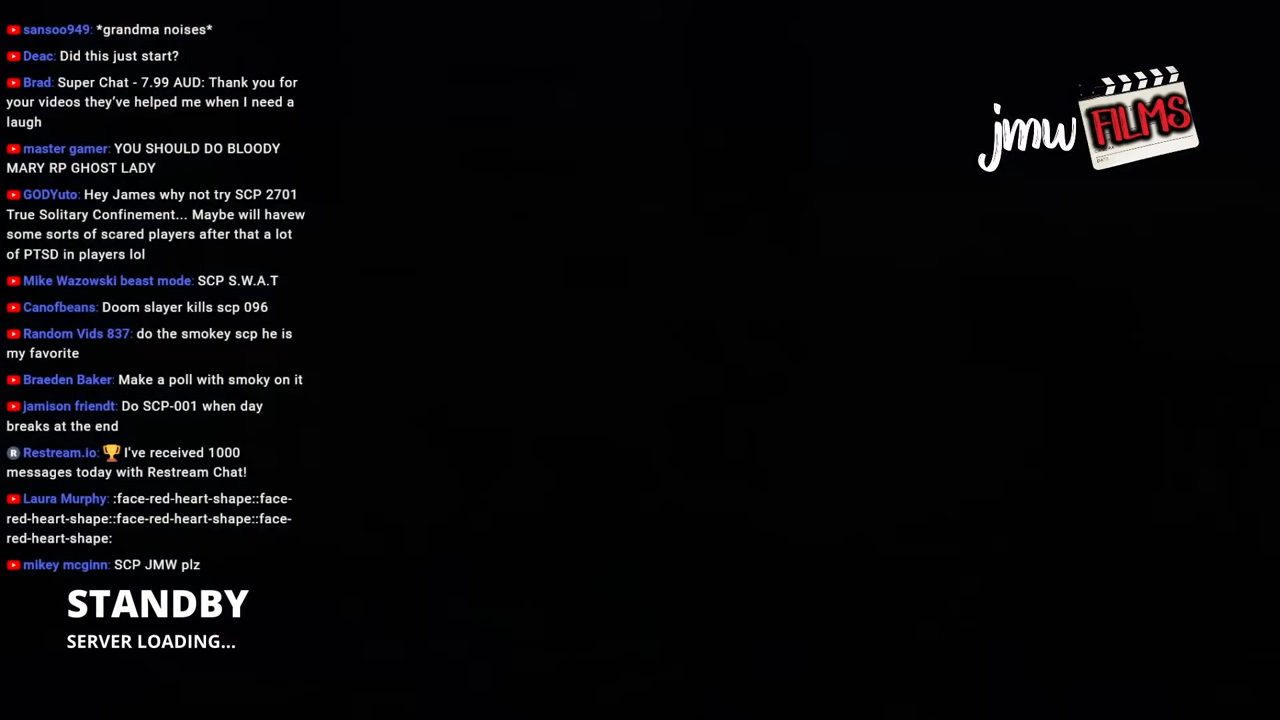 sansoo949: *grandma noises*
Deac: Did this just start?
Brad: Super Chat - 7.99 AUD: Thank you for
your videos they’ve helped me when I need a
laugh
master gamer: YOU SHOULD DO BLOODY
MARY RP GHOST LADY
GODYuto: Hey James why not try SCP 2701
True Solitary Confinement... Maybe will havew
some sorts of scared players after that a lot
of PTSD in players lol
Mike Wazowski beast mode: SCP S.W.A.T
Canofbeans: Doom slayer kills scp 096
Random Vids 837: do the smokey scp he is
my favorite
Braeden Baker: Make a poll with smoky on it
jamison friendt: Do SCP-001 when day
breaks at the end
R Restream.io: 🏆 I've received 1000
messages today with Restream Chat!
Laura Murphy: :face-red-heart-shape::face-
red-heart-shape::face-red-heart-shape::face-
red-heart-shape:
mikey mcginn: SCP JMW plz
STANDBY
SERVER LOADING...
jmw FILMS